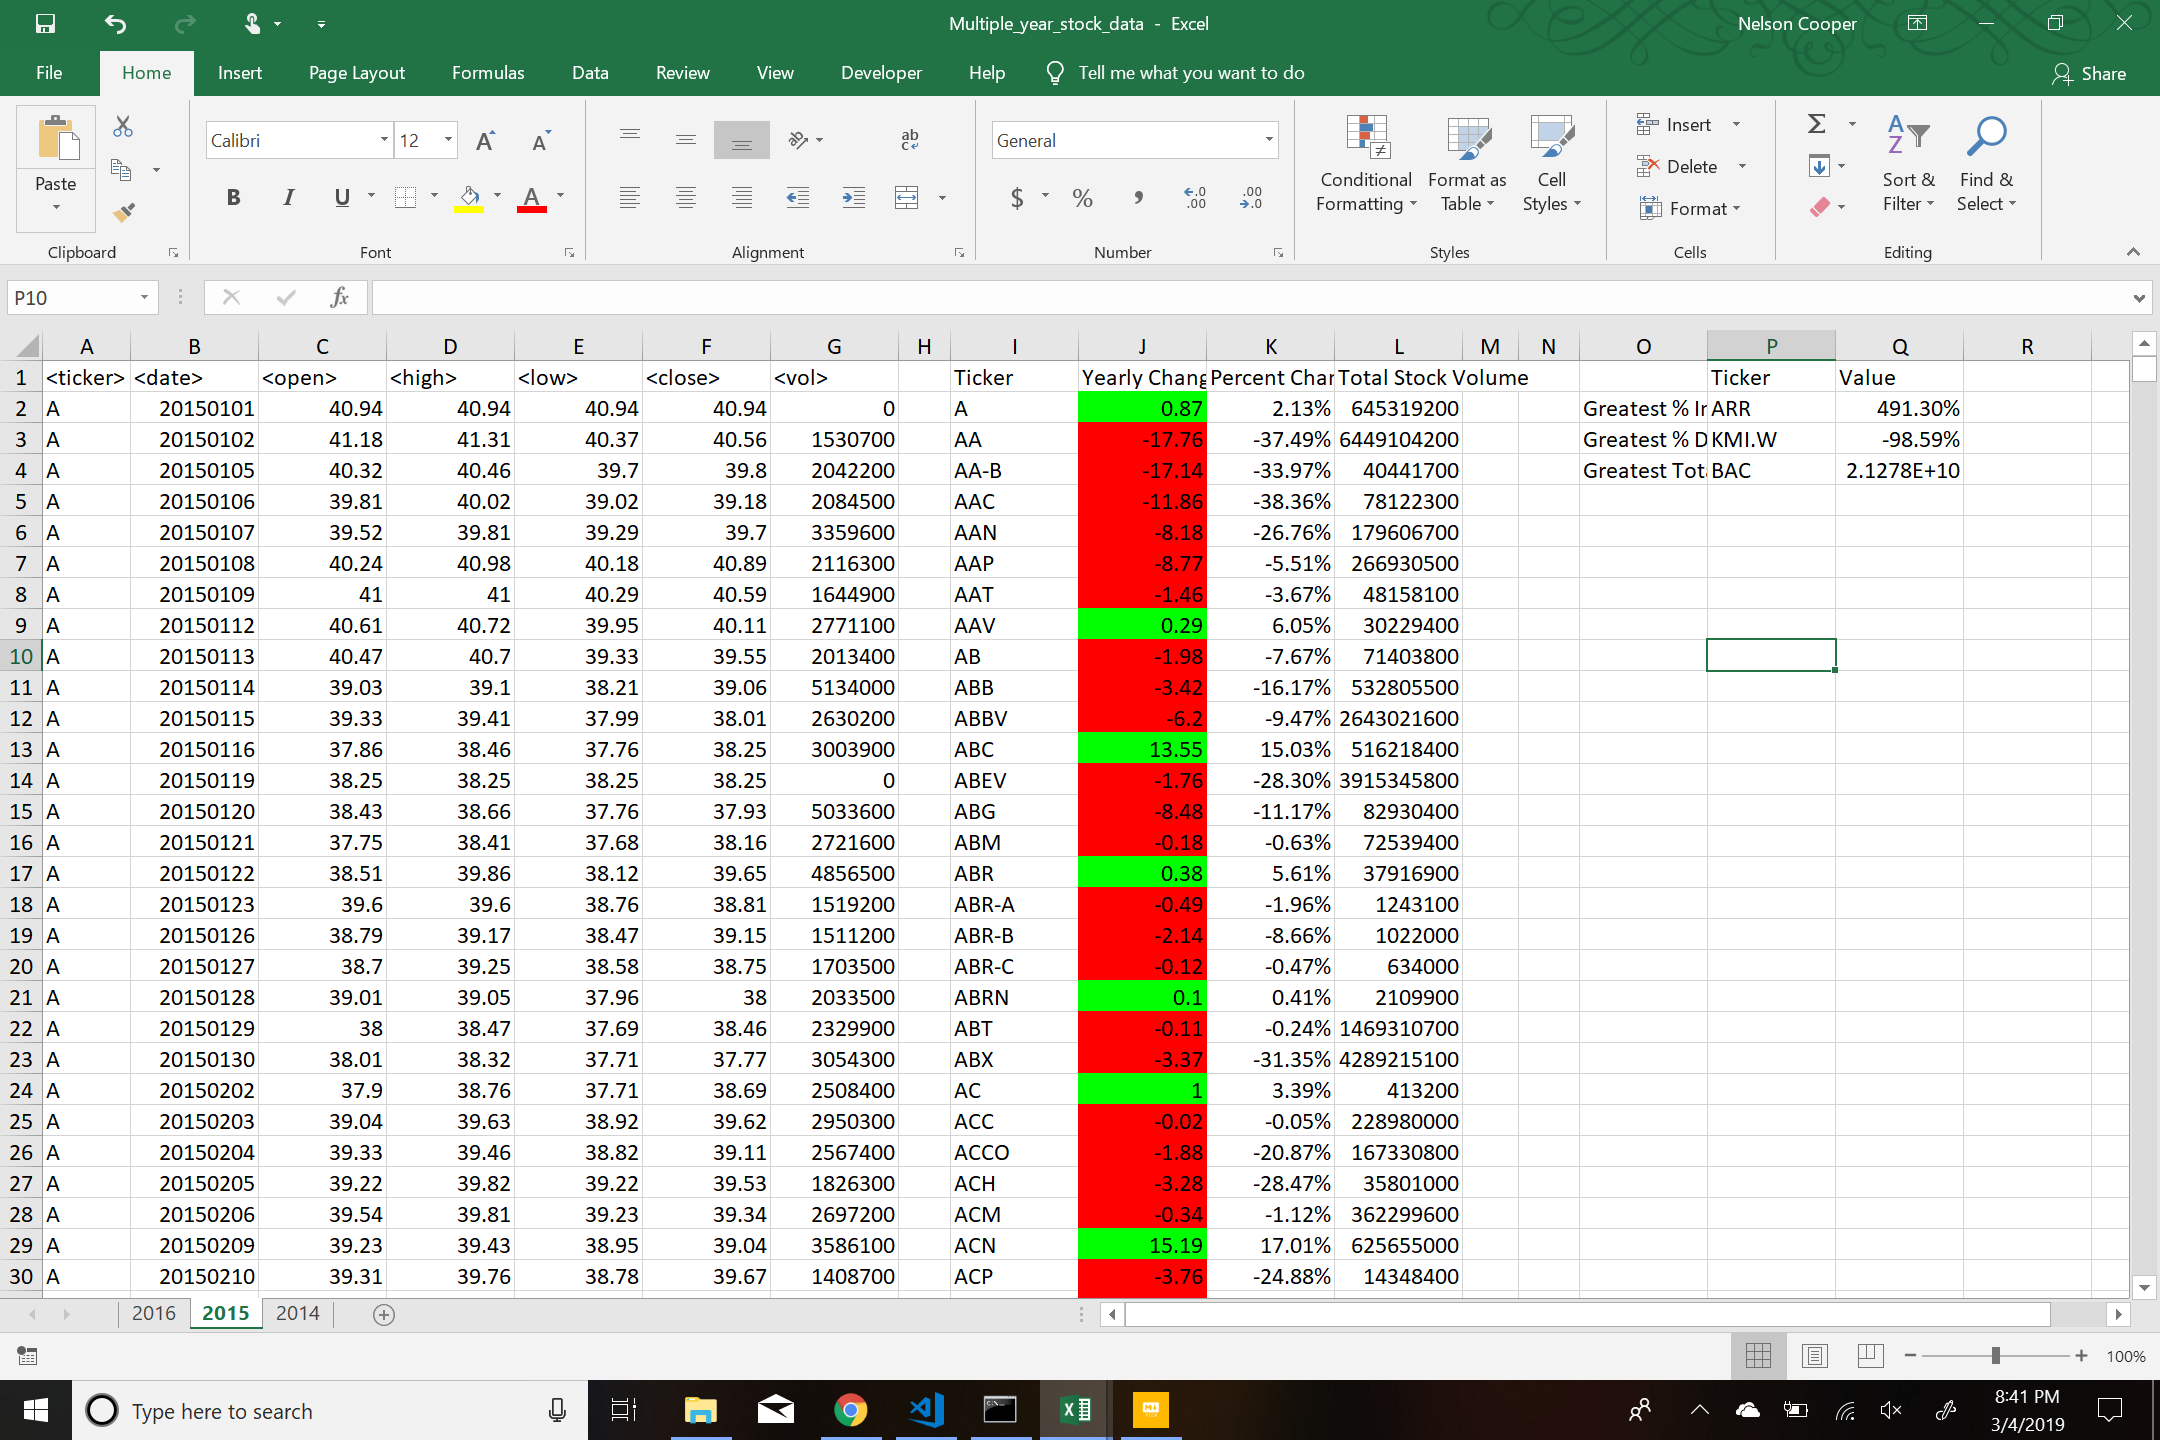 Multiple_year_stock_data - Excel
Nelson Cooper
File Home Insert Page Layout Formulas Data Review View Developer Help Tell me what you want to do Share
Paste
Clipboard
Calibri 12
B I U A
Font
ab
c
Alignment
General
$ % , .0 .00 .00 .0
Number
Conditional Formatting
Format as Table
Cell Styles
Styles
Insert
Delete
Format
Cells
Sort & Filter
Find & Select
Editing
P10 fx
A B C D E F G H I J K L M N O P Q R
1 <ticker> <date> <open> <high> <low> <close> <vol> Ticker Yearly Chang Percent Char Total Stock Volume Ticker Value
2 A 20150101 40.94 40.94 40.94 40.94 0 A 0.87 2.13% 645319200 Greatest % In ARR 491.30%
3 A 20150102 41.18 41.31 40.37 40.56 1530700 AA -17.76 -37.49% 6449104200 Greatest % D KMI.W -98.59%
4 A 20150105 40.32 40.46 39.7 39.8 2042200 AA-B -17.14 -33.97% 40441700 Greatest Tot BAC 2.1278E+10
5 A 20150106 39.81 40.02 39.02 39.18 2084500 AAC -11.86 -38.36% 78122300
6 A 20150107 39.52 39.81 39.29 39.7 3359600 AAN -8.18 -26.76% 179606700
7 A 20150108 40.24 40.98 40.18 40.89 2116300 AAP -8.77 -5.51% 266930500
8 A 20150109 41 41 40.29 40.59 1644900 AAT -1.46 -3.67% 48158100
9 A 20150112 40.61 40.72 39.95 40.11 2771100 AAV 0.29 6.05% 30229400
10 A 20150113 40.47 40.7 39.33 39.55 2013400 AB -1.98 -7.67% 71403800
11 A 20150114 39.03 39.1 38.21 39.06 5134000 ABB -3.42 -16.17% 532805500
12 A 20150115 39.33 39.41 37.99 38.01 2630200 ABBV -6.2 -9.47% 2643021600
13 A 20150116 37.86 38.46 37.76 38.25 3003900 ABC 13.55 15.03% 516218400
14 A 20150119 38.25 38.25 38.25 38.25 0 ABEV -1.76 -28.30% 3915345800
15 A 20150120 38.43 38.66 37.76 37.93 5033600 ABG -8.48 -11.17% 82930400
16 A 20150121 37.75 38.41 37.68 38.16 2721600 ABM -0.18 -0.63% 72539400
17 A 20150122 38.51 39.86 38.12 39.65 4856500 ABR 0.38 5.61% 37916900
18 A 20150123 39.6 39.6 38.76 38.81 1519200 ABR-A -0.49 -1.96% 1243100
19 A 20150126 38.79 39.17 38.47 39.15 1511200 ABR-B -2.14 -8.66% 1022000
20 A 20150127 38.7 39.25 38.58 38.75 1703500 ABR-C -0.12 -0.47% 634000
21 A 20150128 39.01 39.05 37.96 38 2033500 ABRN 0.1 0.41% 2109900
22 A 20150129 38 38.47 37.69 38.46 2329900 ABT -0.11 -0.24% 1469310700
23 A 20150130 38.01 38.32 37.71 37.77 3054300 ABX -3.37 -31.35% 4289215100
24 A 20150202 37.9 38.76 37.71 38.69 2508400 AC 1 3.39% 413200
25 A 20150203 39.04 39.63 38.92 39.62 2950300 ACC -0.02 -0.05% 228980000
26 A 20150204 39.33 39.46 38.82 39.11 2567400 ACCO -1.88 -20.87% 167330800
27 A 20150205 39.22 39.82 39.22 39.53 1826300 ACH -3.28 -28.47% 35801000
28 A 20150206 39.54 39.81 39.23 39.34 2697200 ACM -0.34 -1.12% 362299600
29 A 20150209 39.23 39.43 38.95 39.04 3586100 ACN 15.19 17.01% 625655000
30 A 20150210 39.31 39.76 38.78 39.67 1408700 ACP -3.76 -24.88% 14348400
2016 2015 2014
100%
Type here to search
8:41 PM
3/4/2019